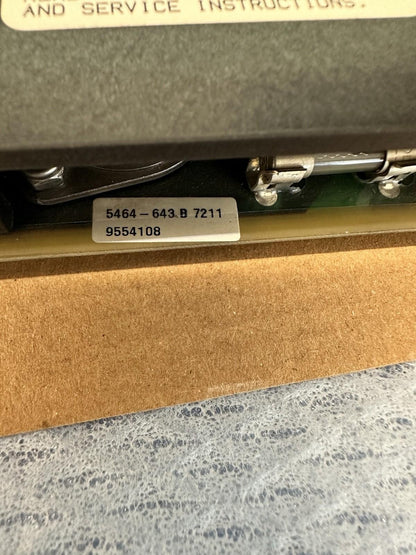 AND SERVICE INSTRUCTIONS.
5464-643 B 7211
9554108